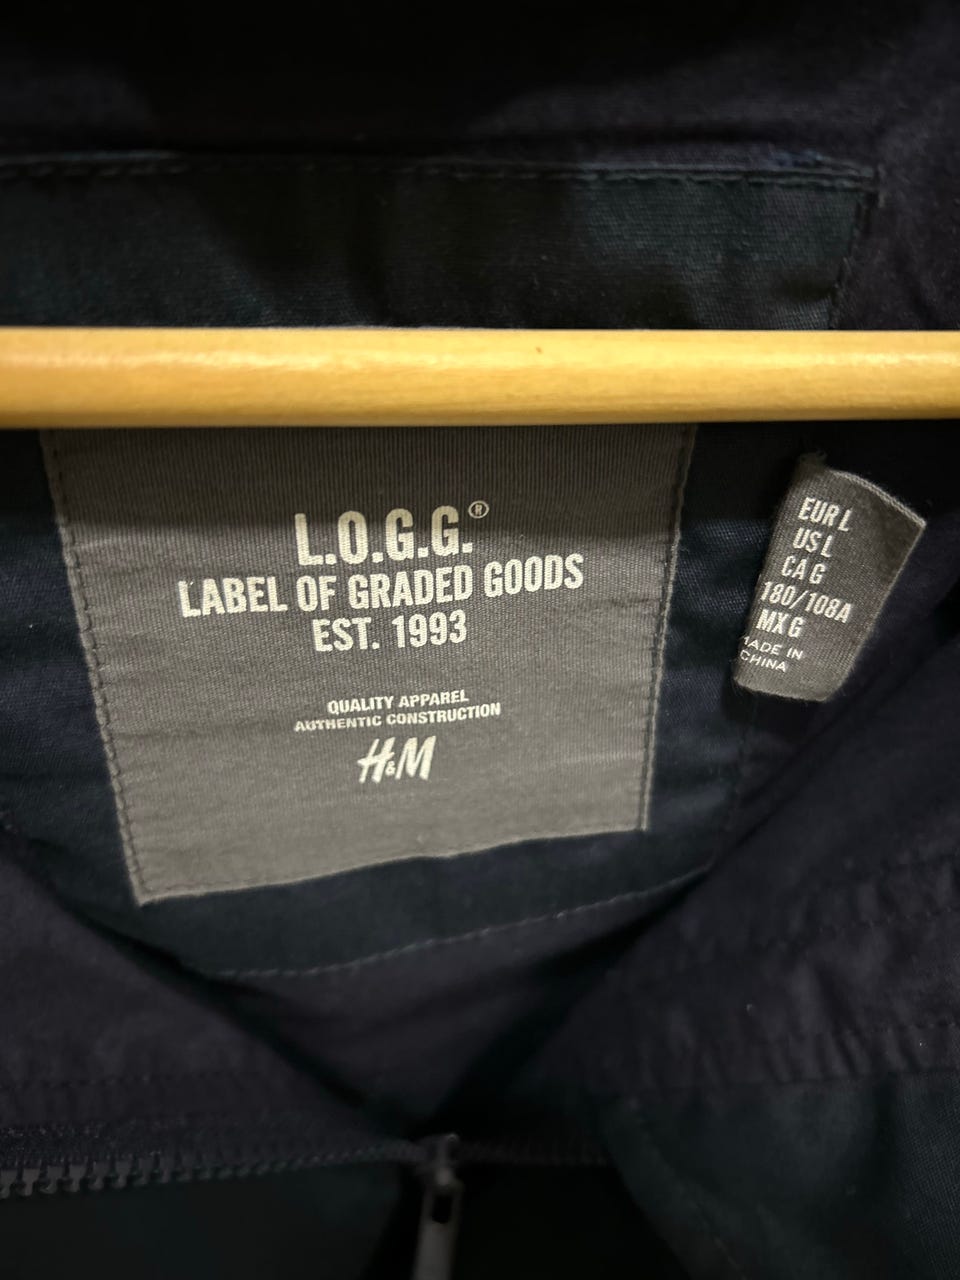 L.O.G.G.®
LABEL OF GRADED GOODS
EST. 1993
QUALITY APPAREL
AUTHENTIC CONSTRUCTION
H&M
EUR L
US L
CA G
180/108A
MX G
MADE IN
CHINA